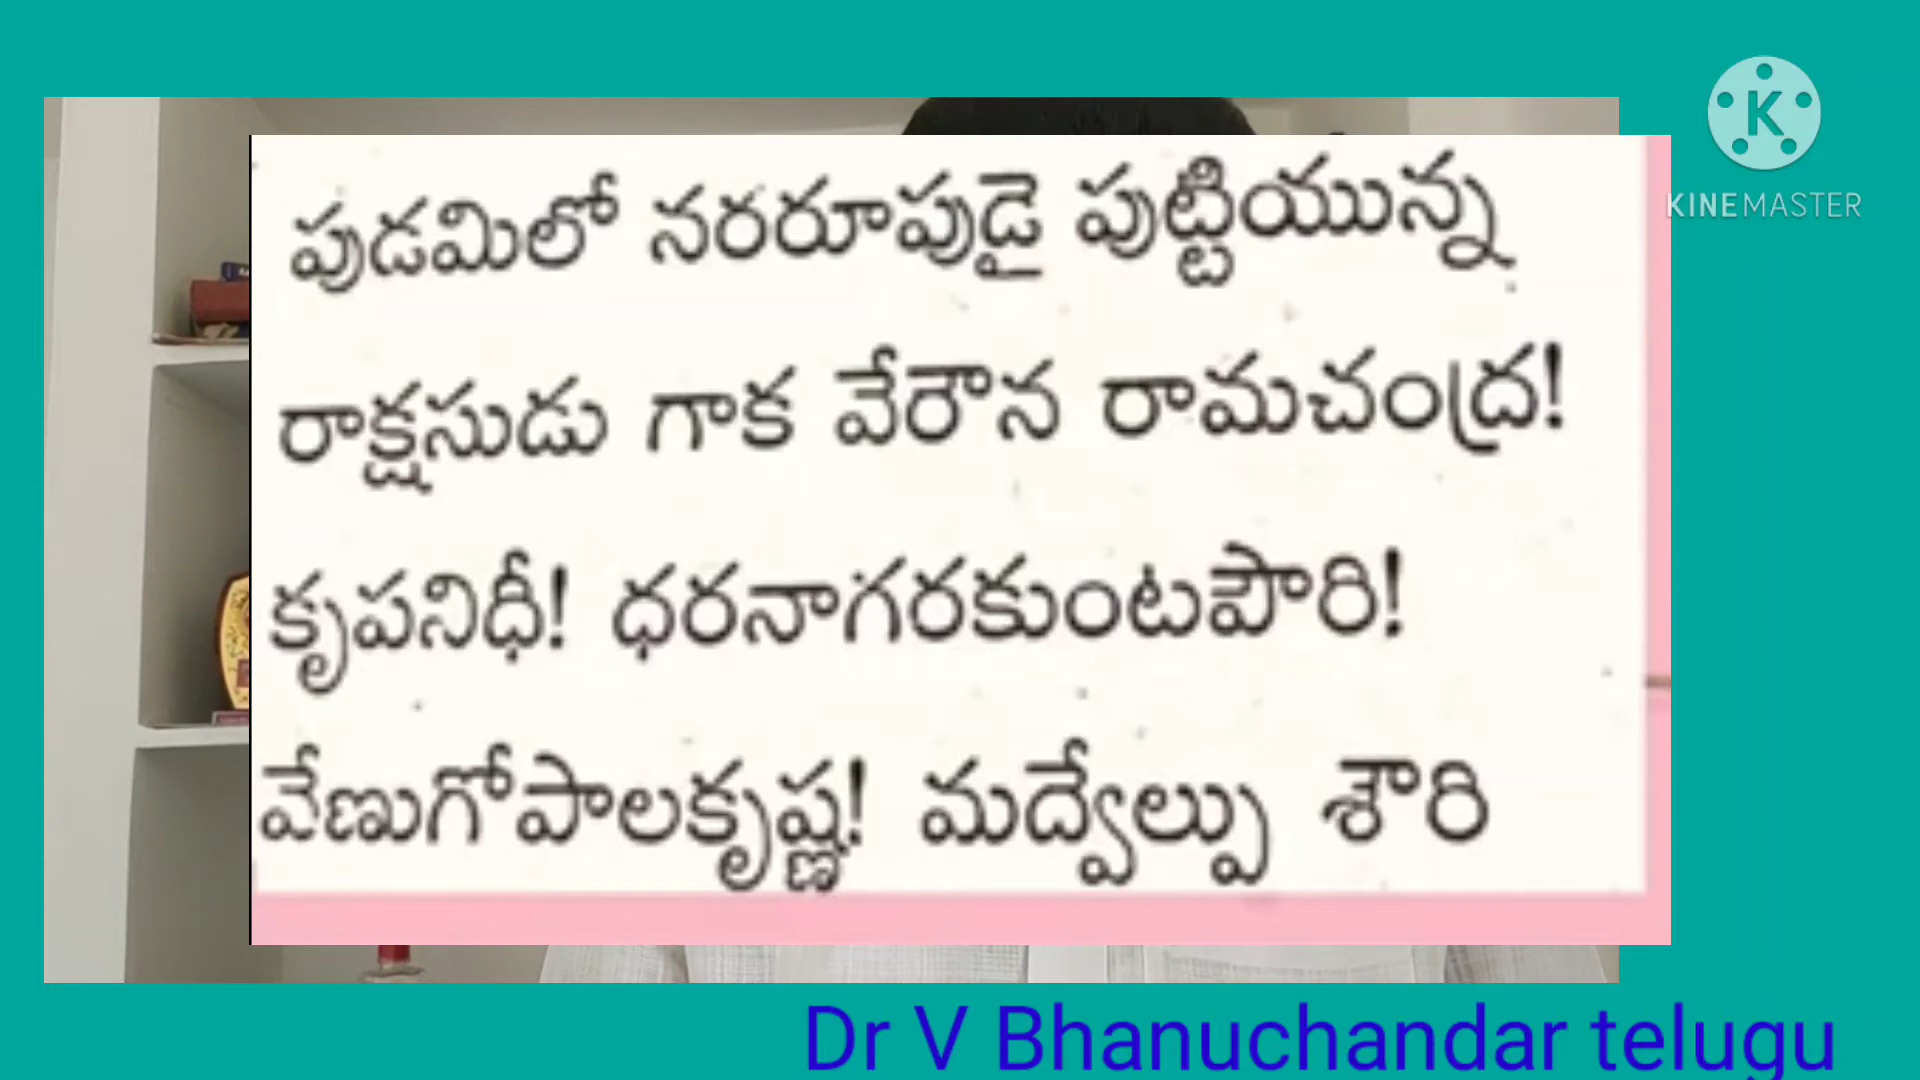 K
KINEMASTER
పుడమిలో నరరూపుడై పుట్టియున్న
రాక్షసుడు గాక వేరౌన రామచంద్ర!
కృపనిధీ! ధరనాగరకుంటపౌరి!
వేణుగోపాలకృష్ణ! మద్వేల్పు శౌరి
Dr V Bhanuchandar telugu